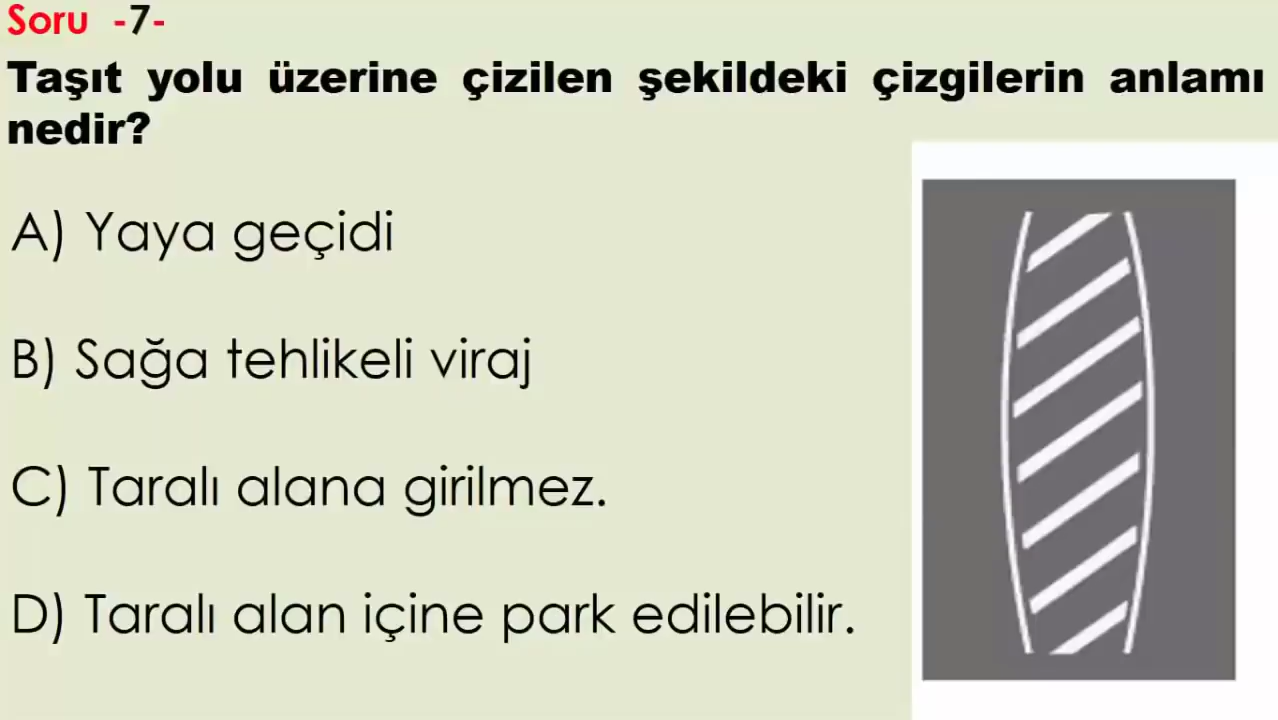 Soru -7-
Taşıt yolu üzerine çizilen şekildeki çizgilerin anlamı
nedir?
A) Yaya geçidi
B) Sağa tehlikeli viraj
C) Taralı alana girilmez.
D) Taralı alan içine park edilebilir.